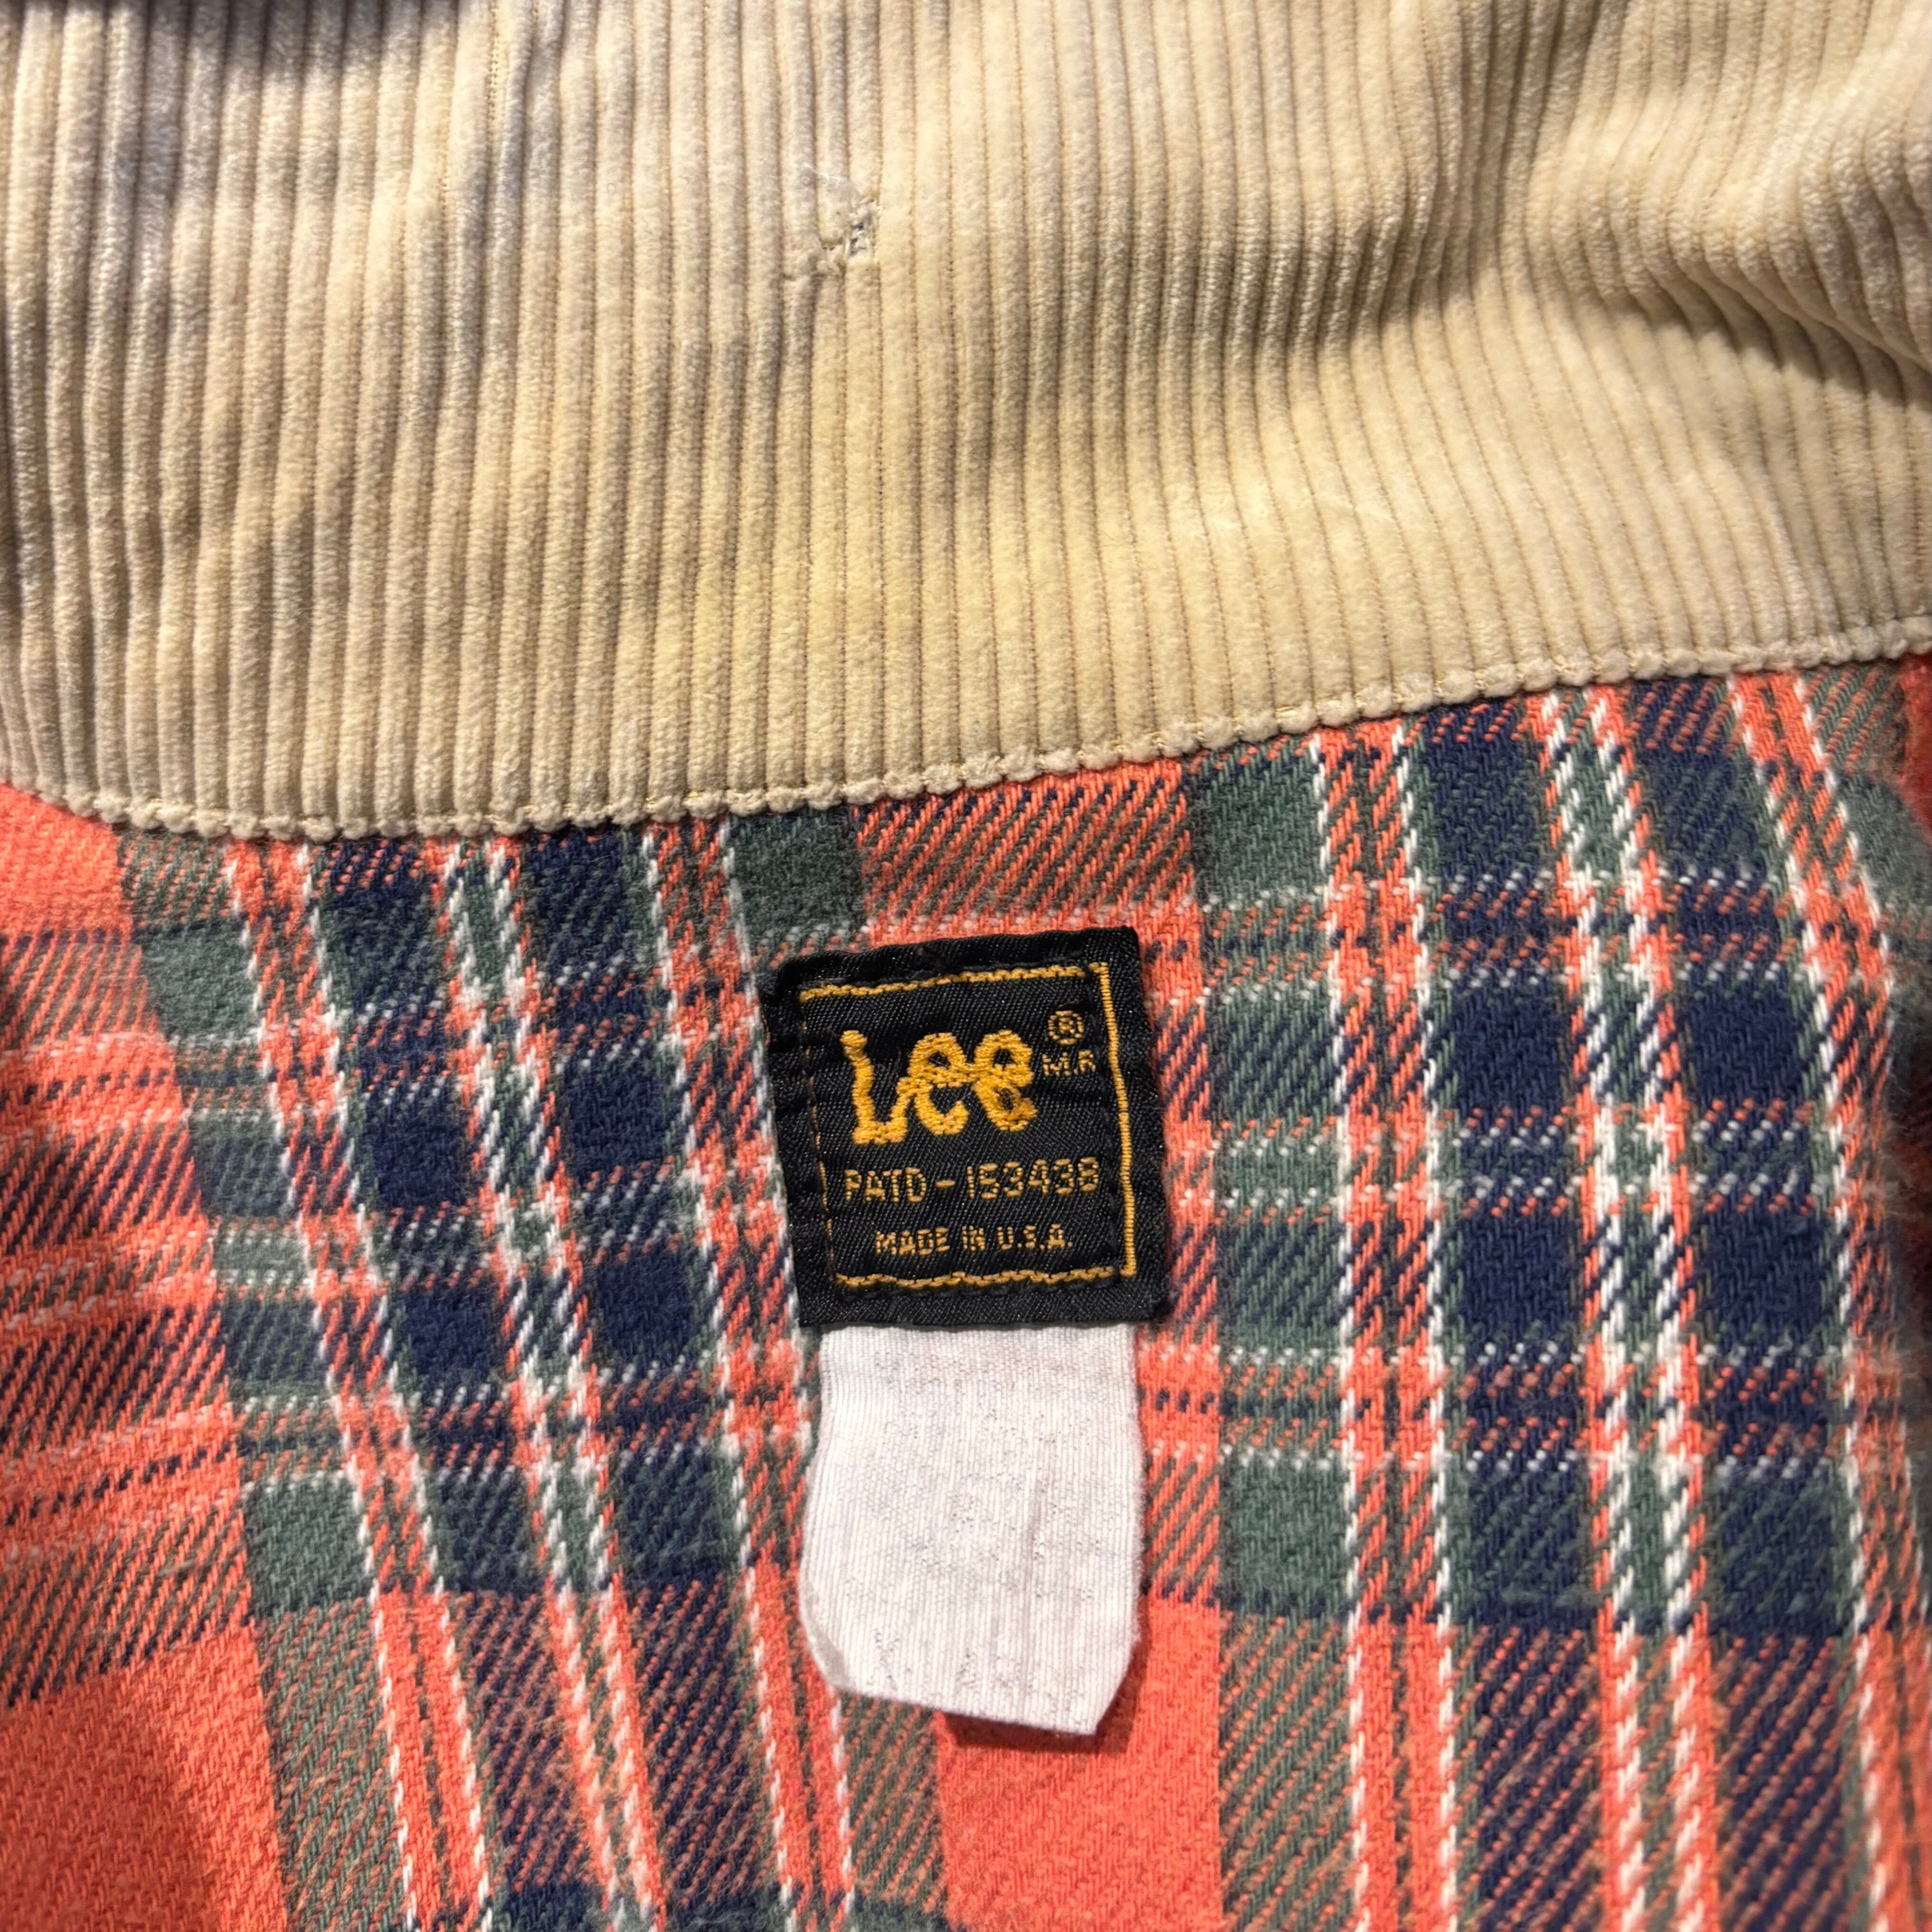 Lee ®
M.R.
PATD-153438
MADE IN U.S.A.